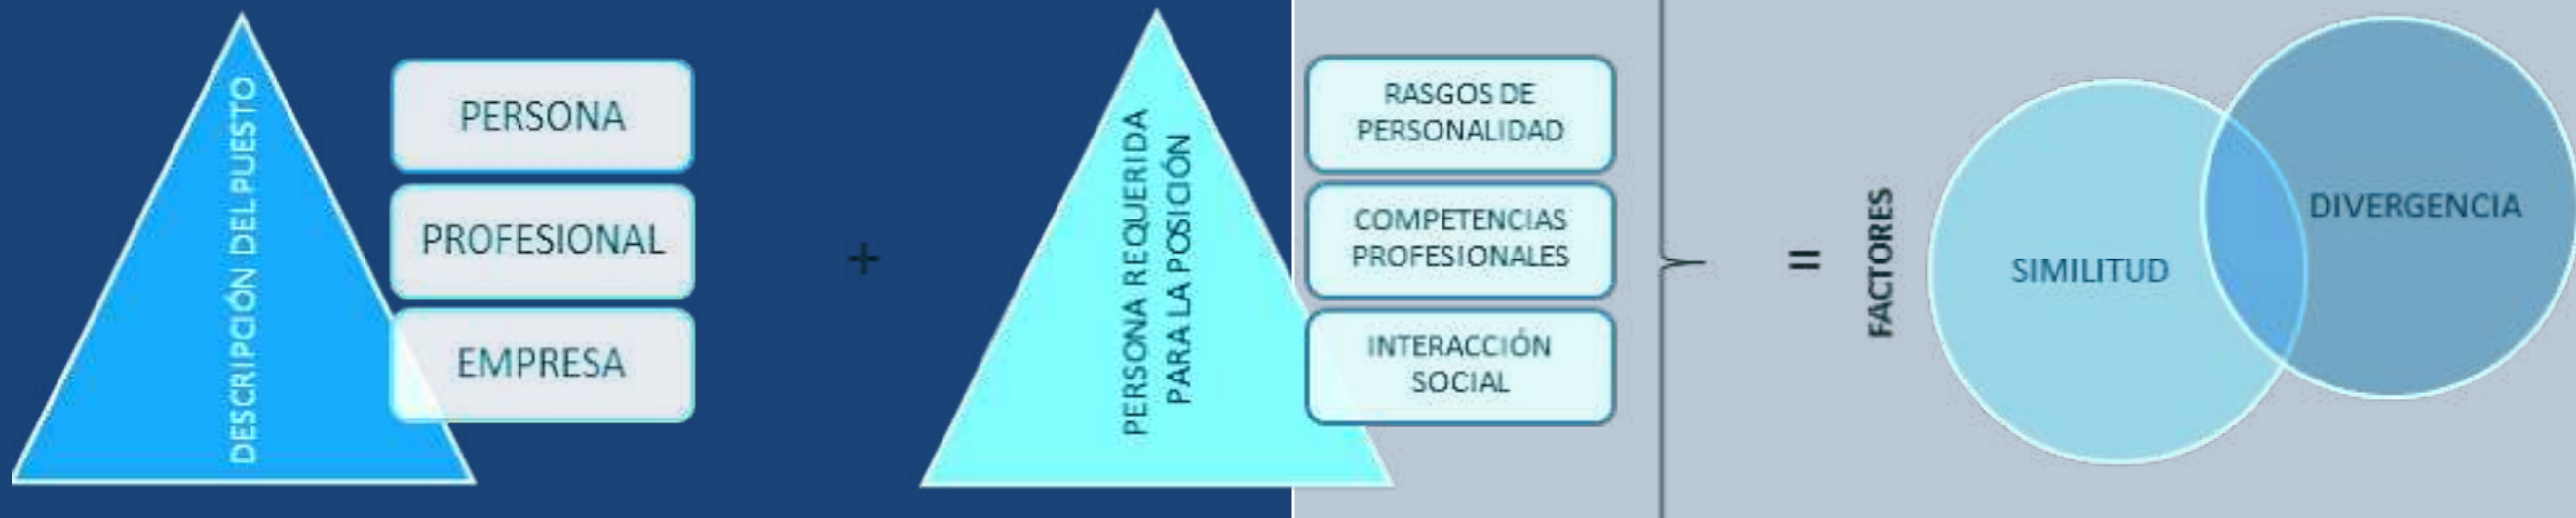 DESCRIPCIÓN DEL PUESTO
PERSONA
PROFESIONAL
EMPRESA
+
PERSONA REQUERIDA
PARA LA POSICIÓN
RASGOS DE
PERSONALIDAD
COMPETENCIAS
PROFESIONALES
INTERACCIÓN
SOCIAL
=
FACTORES
SIMILITUD
DIVERGENCIA